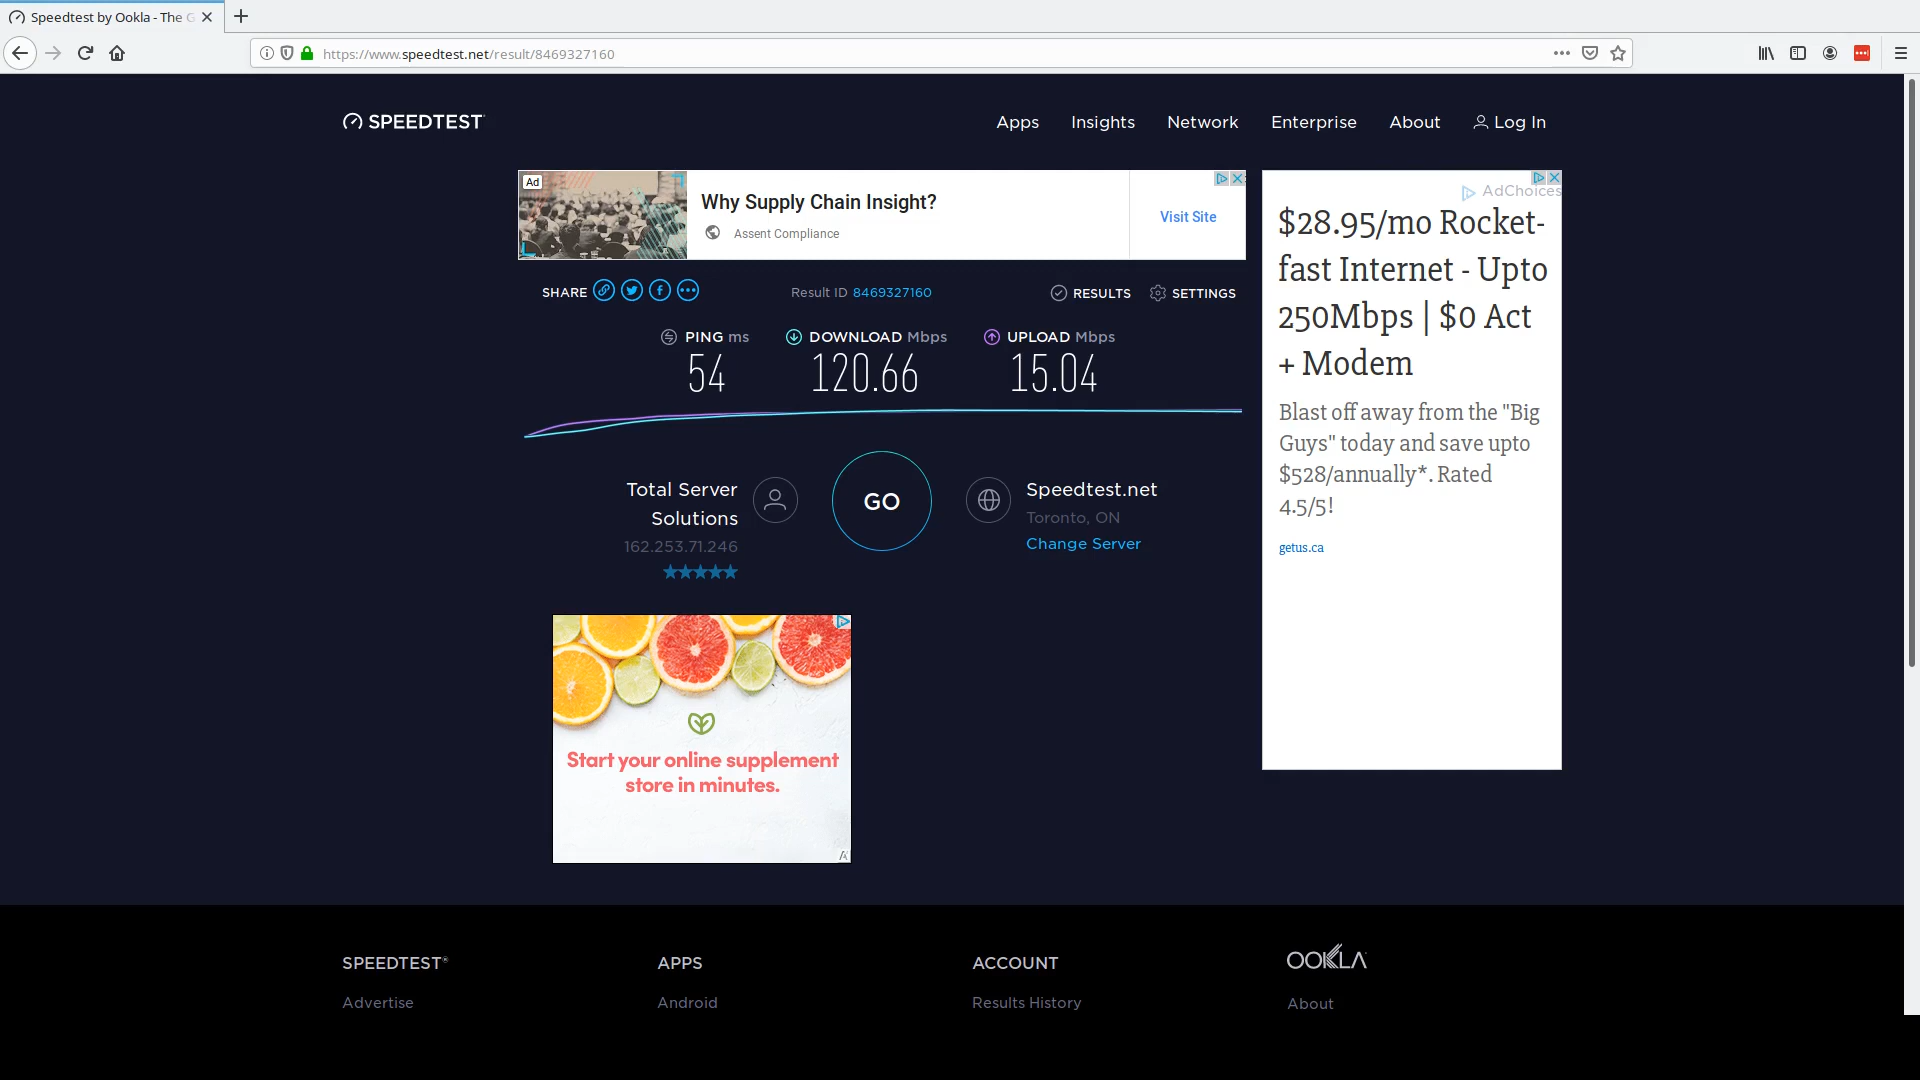 Speedtest by Ookla - The G
https://www.speedtest.net/result/8469327160
SPEEDTEST
Apps
Insights
Network
Enterprise
About
Log In
Ad
Why Supply Chain Insight?
Assent Compliance
Visit Site
AdChoices
$28.95/mo Rocket-
fast Internet - Upto
250Mbps | $0 Act
+ Modem
Blast off away from the "Big
Guys" today and save upto
$528/annually*. Rated
4.5/5!
getus.ca
SHARE
Result ID 8469327160
RESULTS
SETTINGS
PING ms
54
DOWNLOAD Mbps
120.66
UPLOAD Mbps
15.04
Total Server
Solutions
162.253.71.246
GO
Speedtest.net
Toronto, ON
Change Server
Start your online supplement
store in minutes.
SPEEDTEST®
Advertise
APPS
Android
ACCOUNT
Results History
OOKLA
About